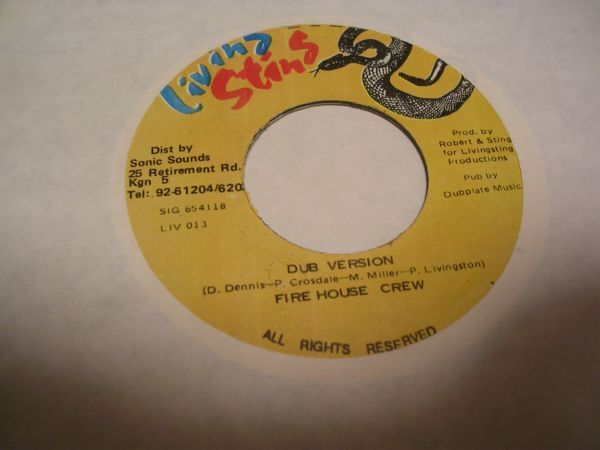 Living
Sting
Dist by
Sonic Sounds
25 Retirement Rd.
Kgn 5
Tel: 92-61204/620
SIG 654118
LIV 013
Prod. by
Robert & Sting
for Livingsting
Productions
Pub by
Dubplate Music
DUB VERSION
(D. Dennis-P. Crosdale-M. Miller-P. Livingston)
FIRE HOUSE CREW
ALL RIGHTS RESERVED